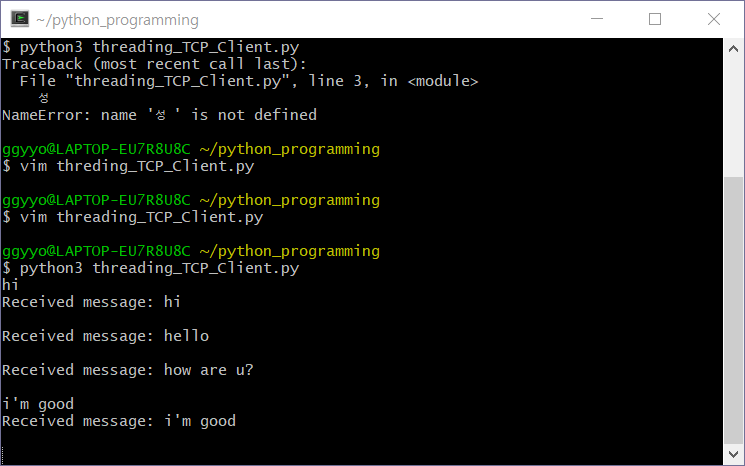 ~/python_programming
$ python3 threading_TCP_Client.py
Traceback (most recent call last):
  File "threading_TCP_Client.py", line 3, in <module>
    성
NameError: name '성 ' is not defined
ggyyo@LAPTOP-EU7R8U8C ~/python_programming
$ vim threding_TCP_Client.py
ggyyo@LAPTOP-EU7R8U8C ~/python_programming
$ vim threading_TCP_Client.py
ggyyo@LAPTOP-EU7R8U8C ~/python_programming
$ python3 threading_TCP_Client.py
hi
Received message: hi
Received message: hello
Received message: how are u?
i'm good
Received message: i'm good